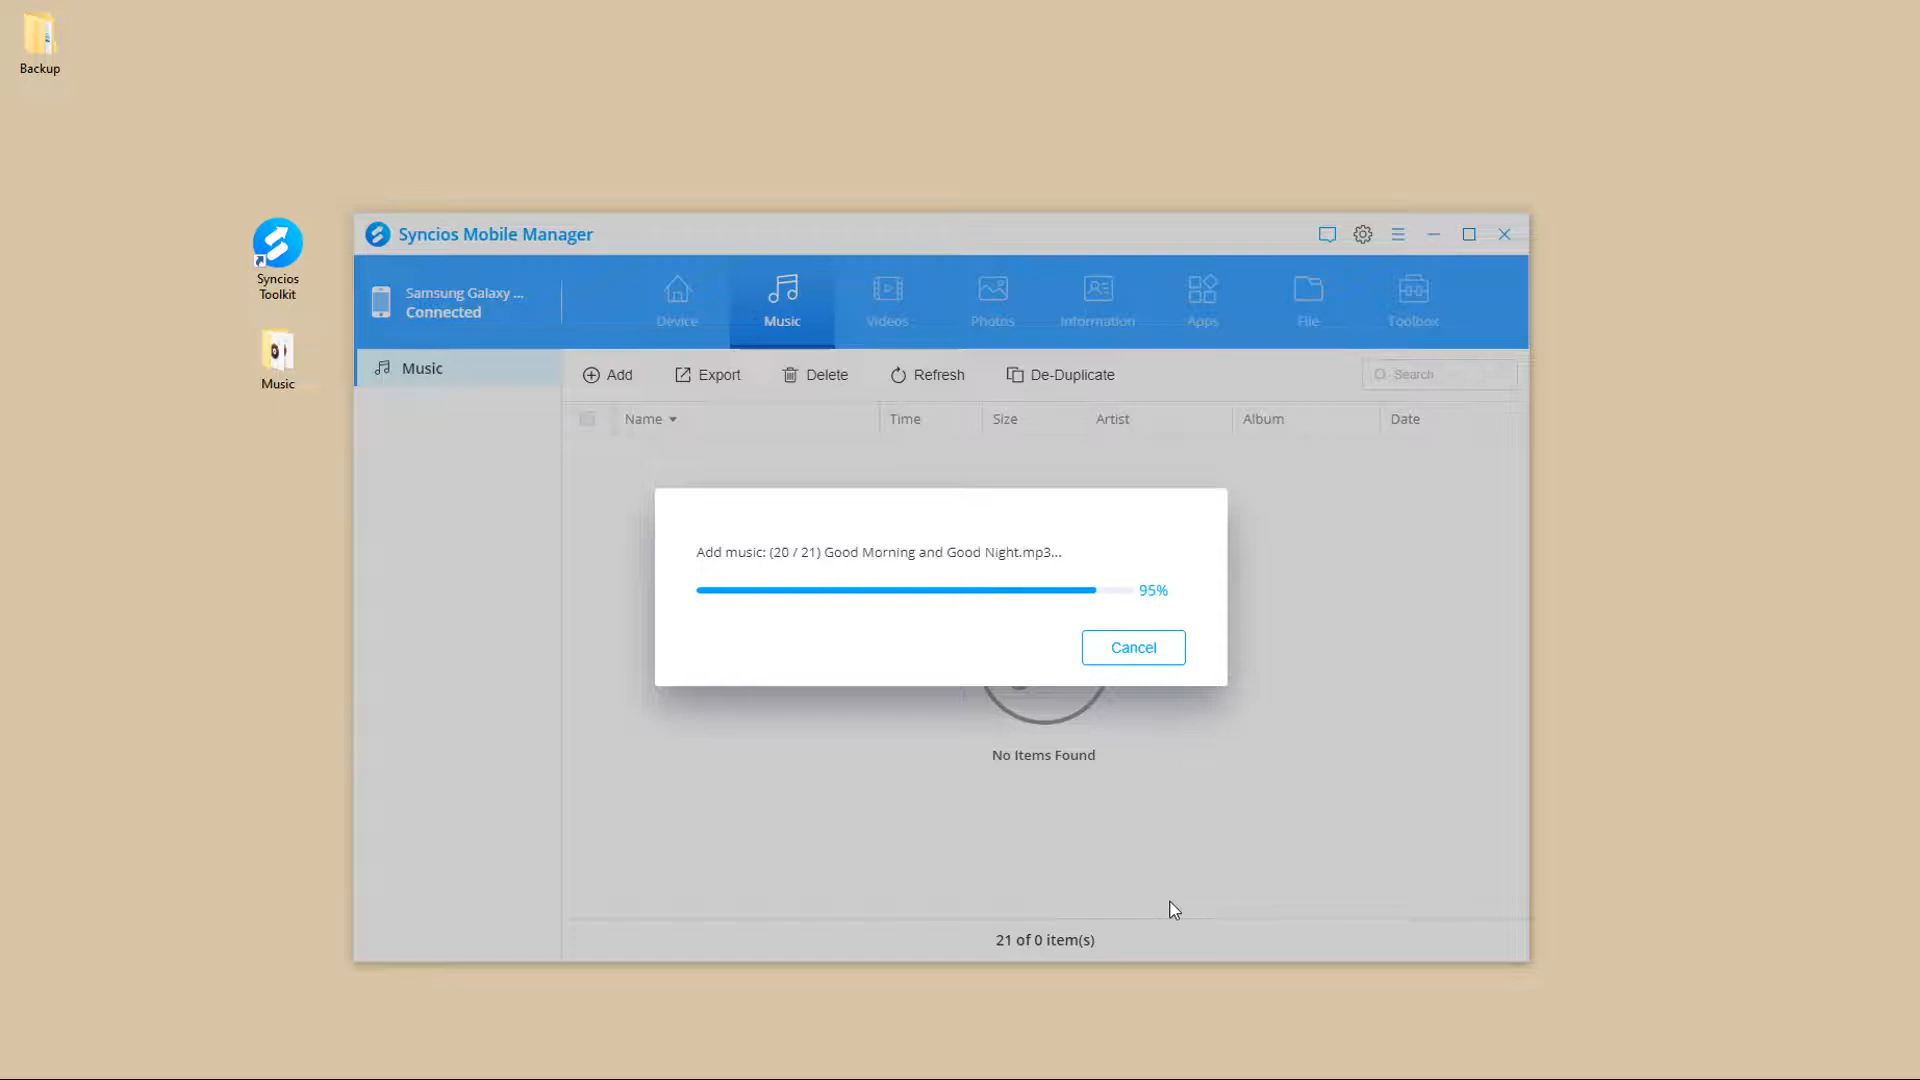 Backup
Syncios
Toolkit
Music
Syncios Mobile Manager
Samsung Galaxy ...
Connected
Device
Music
Videos
Photos
Information
Apps
File
Toolbox
Music
Add
Export
Delete
Refresh
De-Duplicate
Search
Name
Time
Size
Artist
Album
Date
Add music: (20 / 21) Good Morning and Good Night.mp3...
95%
Cancel
No Items Found
21 of 0 item(s)